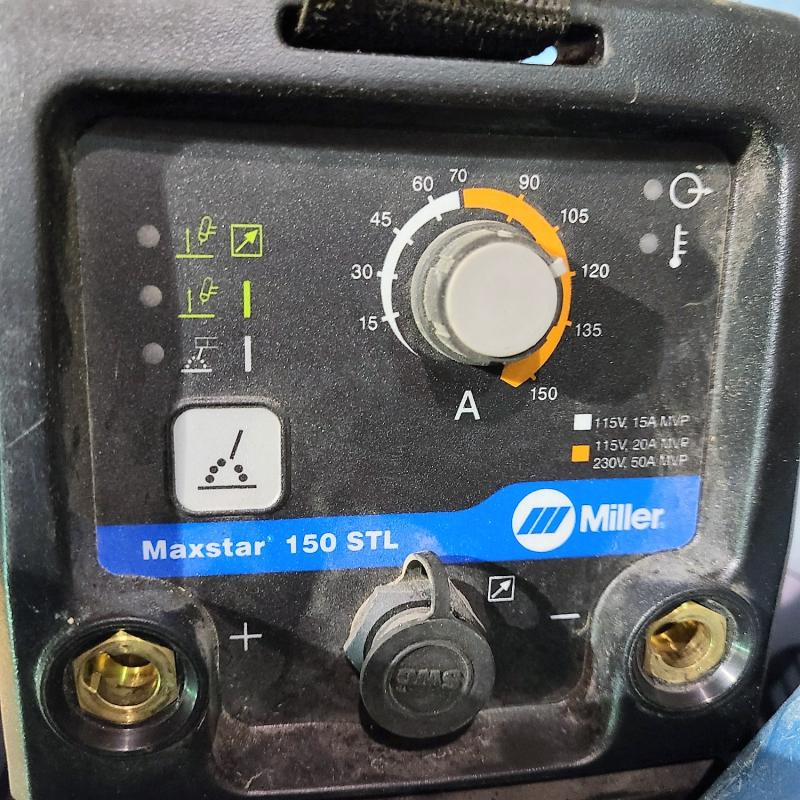 70
60
90
45
105
30
120
15
135
150
A
115V, 15A MVP
115V, 20A MVP
230V, 50A MVP
Miller
Maxstar 150 STL
+
−